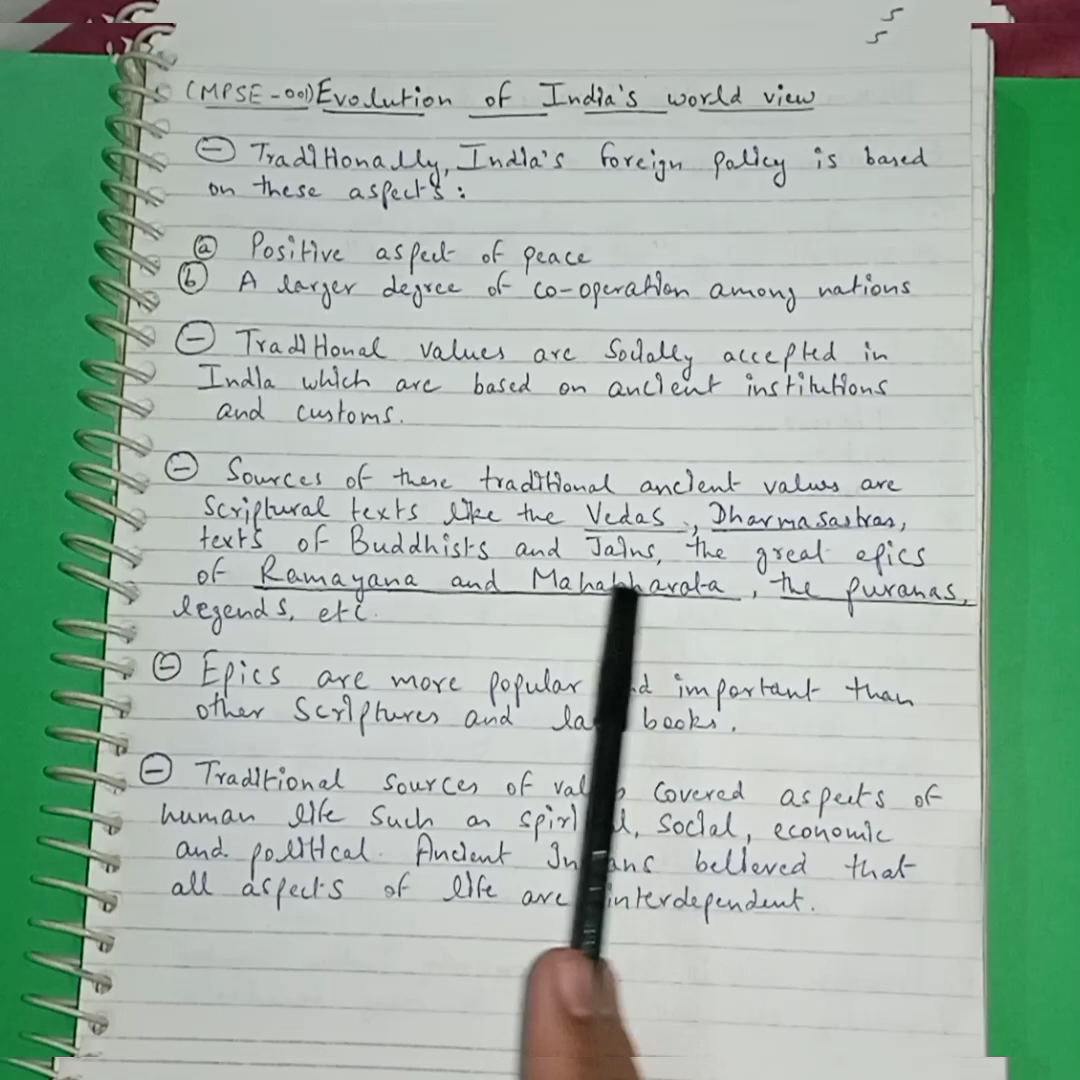 5
5
(MPSE-001) Evolution of India's world view
- Traditionally, India's foreign policy is based
on these aspects:
(a) Positive aspect of peace
(b) A larger degree of co-operation among nations
- Traditional values are Socially accepted in
India which are based on ancient institutions
and customs.
- Sources of these traditional ancient values are
Scriptural texts like the Vedas, Dharmasastras,
texts of Buddhists and Jains, the great epics
of Ramayana and Mahabharata, the puranas,
legends, etc.
- Epics are more popular important than
other Scriptures and books.
- Traditional sources of covered aspects of
human life such as social, economic
and political. Ancient believed that
all aspects of life are interdependent.